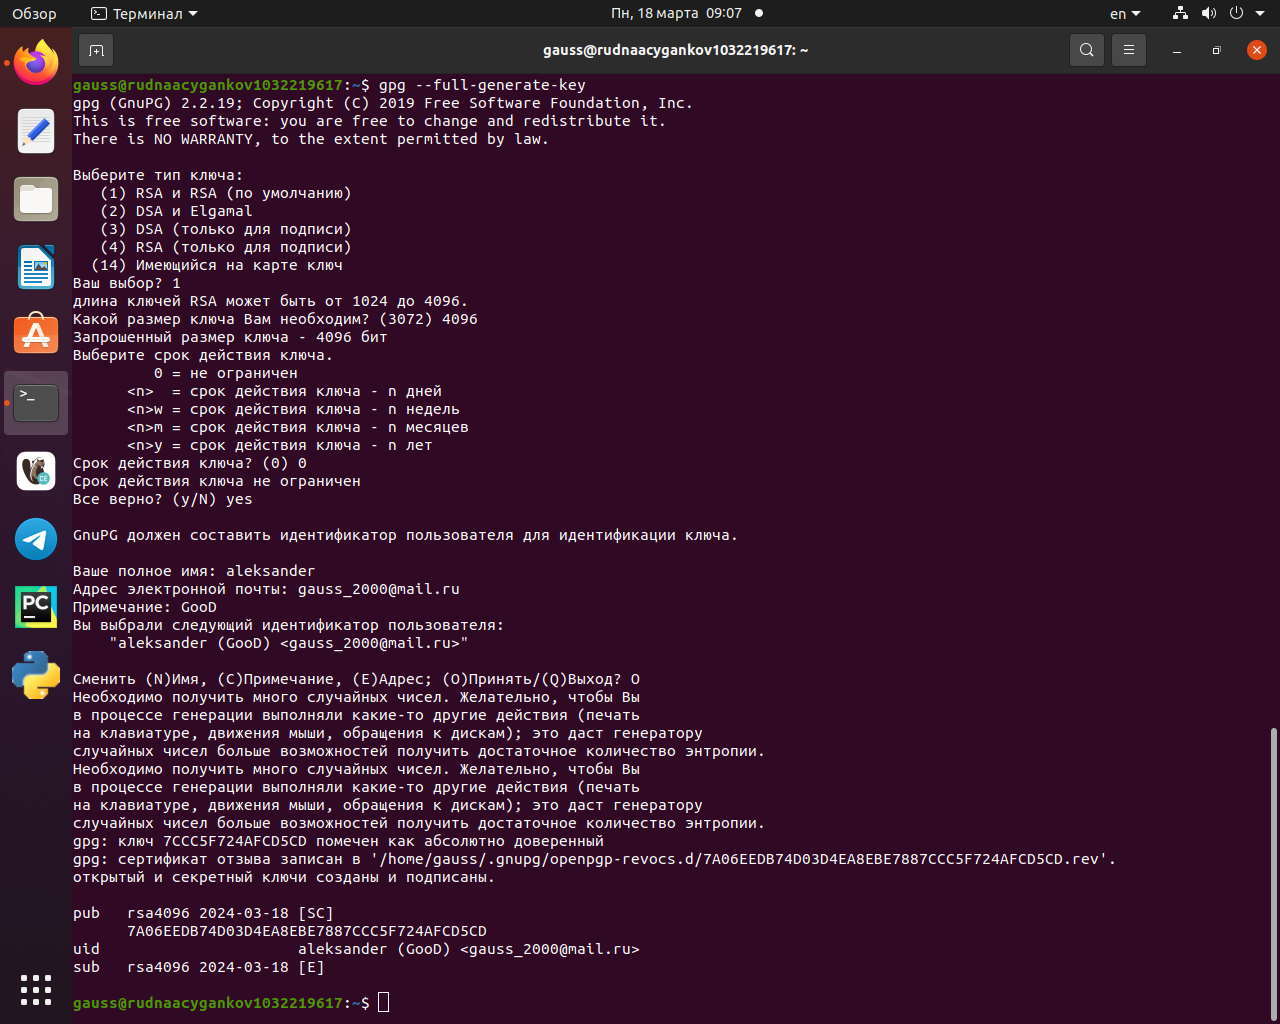 Обзор Терминал Пн, 18 марта 09:07 en
gauss@rudnaacygankov1032219617: ~
gauss@rudnaacygankov1032219617:~$ gpg --full-generate-key
gpg (GnuPG) 2.2.19; Copyright (C) 2019 Free Software Foundation, Inc.
This is free software: you are free to change and redistribute it.
There is NO WARRANTY, to the extent permitted by law.
Выберите тип ключа:
(1) RSA и RSA (по умолчанию)
(2) DSA и Elgamal
(3) DSA (только для подписи)
(4) RSA (только для подписи)
(14) Имеющийся на карте ключ
Ваш выбор? 1
длина ключей RSA может быть от 1024 до 4096.
Какой размер ключа Вам необходим? (3072) 4096
Запрошенный размер ключа - 4096 бит
Выберите срок действия ключа.
0 = не ограничен
<n>  = срок действия ключа - n дней
<n>w = срок действия ключа - n недель
<n>m = срок действия ключа - n месяцев
<n>y = срок действия ключа - n лет
Срок действия ключа? (0) 0
Срок действия ключа не ограничен
Все верно? (y/N) yes
GnuPG должен составить идентификатор пользователя для идентификации ключа.
Ваше полное имя: aleksander
Адрес электронной почты: gauss_2000@mail.ru
Примечание: GooD
Вы выбрали следующий идентификатор пользователя:
"aleksander (GooD) <gauss_2000@mail.ru>"
Сменить (N)Имя, (C)Примечание, (E)Адрес; (O)Принять/(Q)Выход? O
Необходимо получить много случайных чисел. Желательно, чтобы Вы
в процессе генерации выполняли какие-то другие действия (печать
на клавиатуре, движения мыши, обращения к дискам); это даст генератору
случайных чисел больше возможностей получить достаточное количество энтропии.
Необходимо получить много случайных чисел. Желательно, чтобы Вы
в процессе генерации выполняли какие-то другие действия (печать
на клавиатуре, движения мыши, обращения к дискам); это даст генератору
случайных чисел больше возможностей получить достаточное количество энтропии.
gpg: ключ 7CCC5F724AFCD5CD помечен как абсолютно доверенный
gpg: сертификат отзыва записан в '/home/gauss/.gnupg/openpgp-revocs.d/7A06EEDB74D03D4EA8EBE7887CCC5F724AFCD5CD.rev'.
открытый и секретный ключи созданы и подписаны.
pub   rsa4096 2024-03-18 [SC]
7A06EEDB74D03D4EA8EBE7887CCC5F724AFCD5CD
uid                      aleksander (GooD) <gauss_2000@mail.ru>
sub   rsa4096 2024-03-18 [E]
gauss@rudnaacygankov1032219617:~$
>_
CE
PC